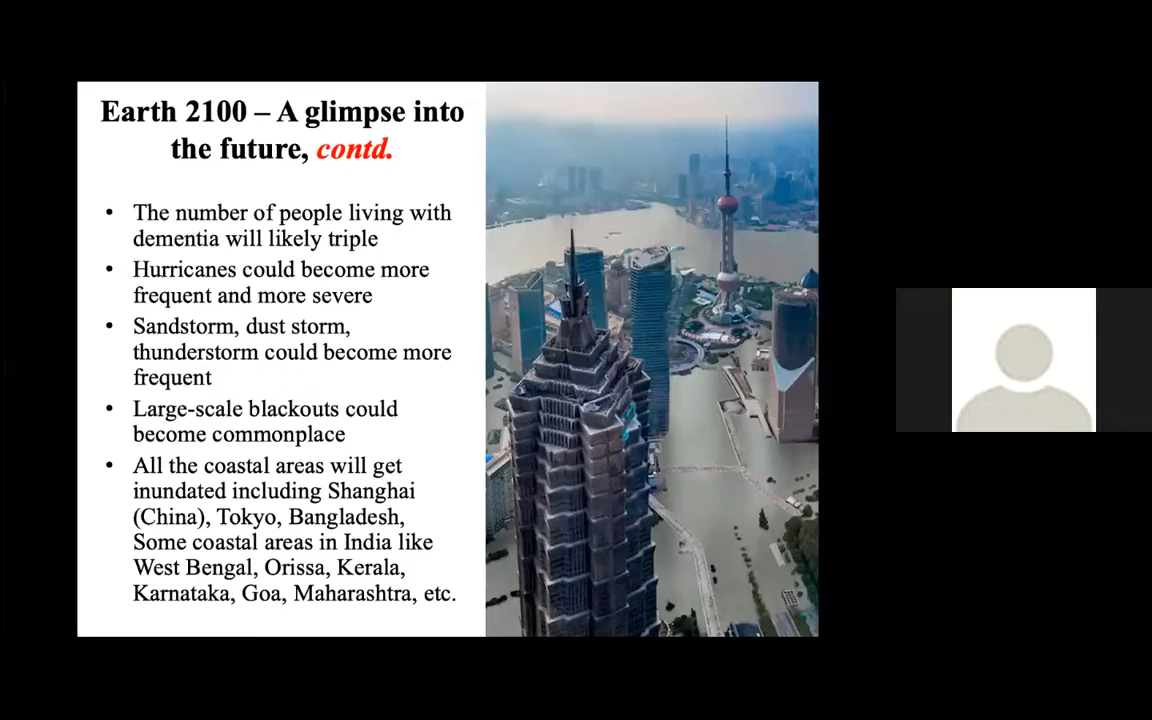 Earth 2100 – A glimpse into
the future, contd.
• The number of people living with
dementia will likely triple
• Hurricanes could become more
frequent and more severe
• Sandstorm, dust storm,
thunderstorm could become more
frequent
• Large-scale blackouts could
become commonplace
• All the coastal areas will get
inundated including Shanghai
(China), Tokyo, Bangladesh,
Some coastal areas in India like
West Bengal, Orissa, Kerala,
Karnataka, Goa, Maharashtra, etc.